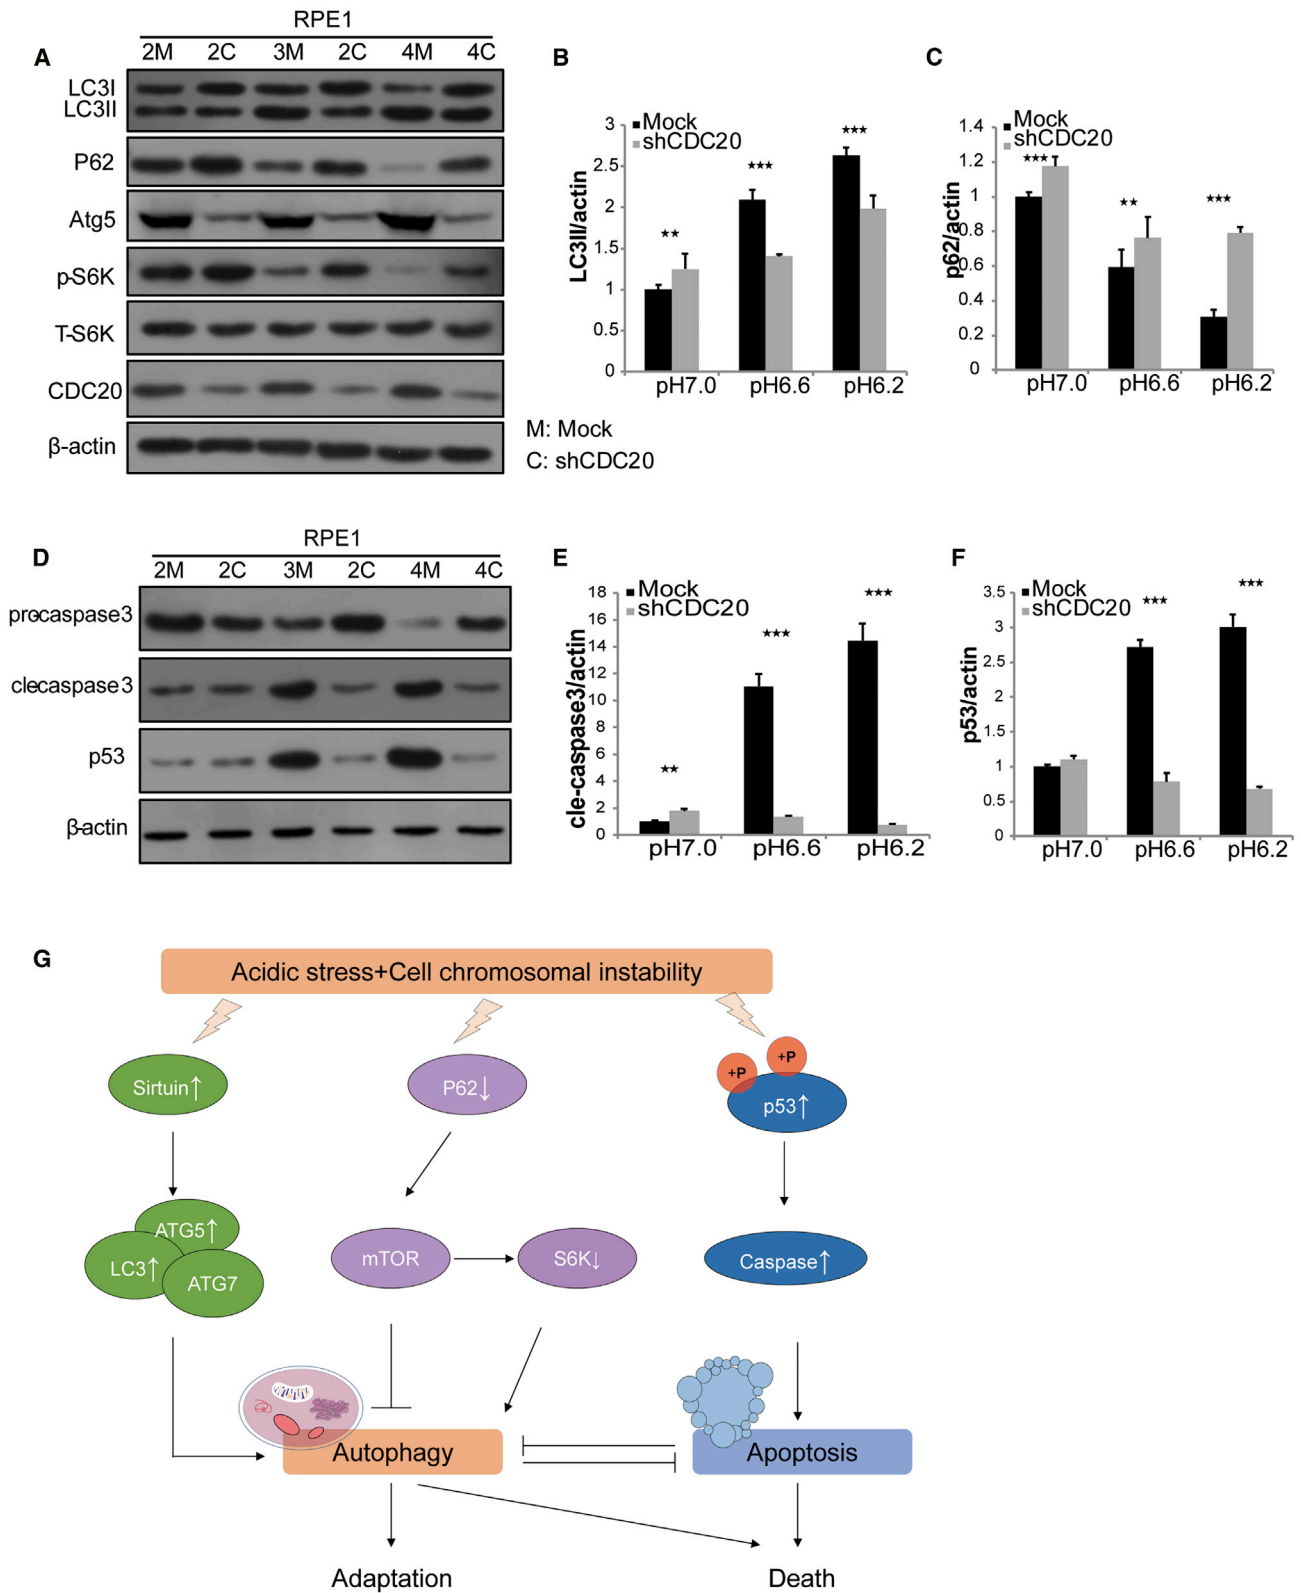 A
RPE1
2M 2C 3M 2C 4M 4C
LC3I
LC3II
P62
Atg5
p-S6K
T-S6K
CDC20
β-actin
B
Mock
shCDC20
LC3II/actin
3
2.5
2
1.5
1
0.5
0
★★
★★★
★★★
pH7.0 pH6.6 pH6.2
C
Mock
shCDC20
p62/actin
1.4
1.2
1
0.8
0.6
0.4
0.2
0
★★★
★★
★★★
pH7.0 pH6.6 pH6.2
M: Mock
C: shCDC20
D
RPE1
2M 2C 3M 2C 4M 4C
pro-caspase3
cle-caspase3
p53
β-actin
E
Mock
shCDC20
cle-caspase3/actin
18
16
14
12
10
8
6
4
2
0
★★
★★★
★★★
pH7.0 pH6.6 pH6.2
F
Mock
shCDC20
p53/actin
3.5
3
2.5
2
1.5
1
0.5
0
★★★
★★★
pH7.0 pH6.6 pH6.2
G
Acidic stress+Cell chromosomal instability
Sirtuin↑
P62↓
+P +P
p53↑
ATG5↑
LC3↑
ATG7
mTOR
S6K↓
Caspase↑
Autophagy
Apoptosis
Adaptation
Death